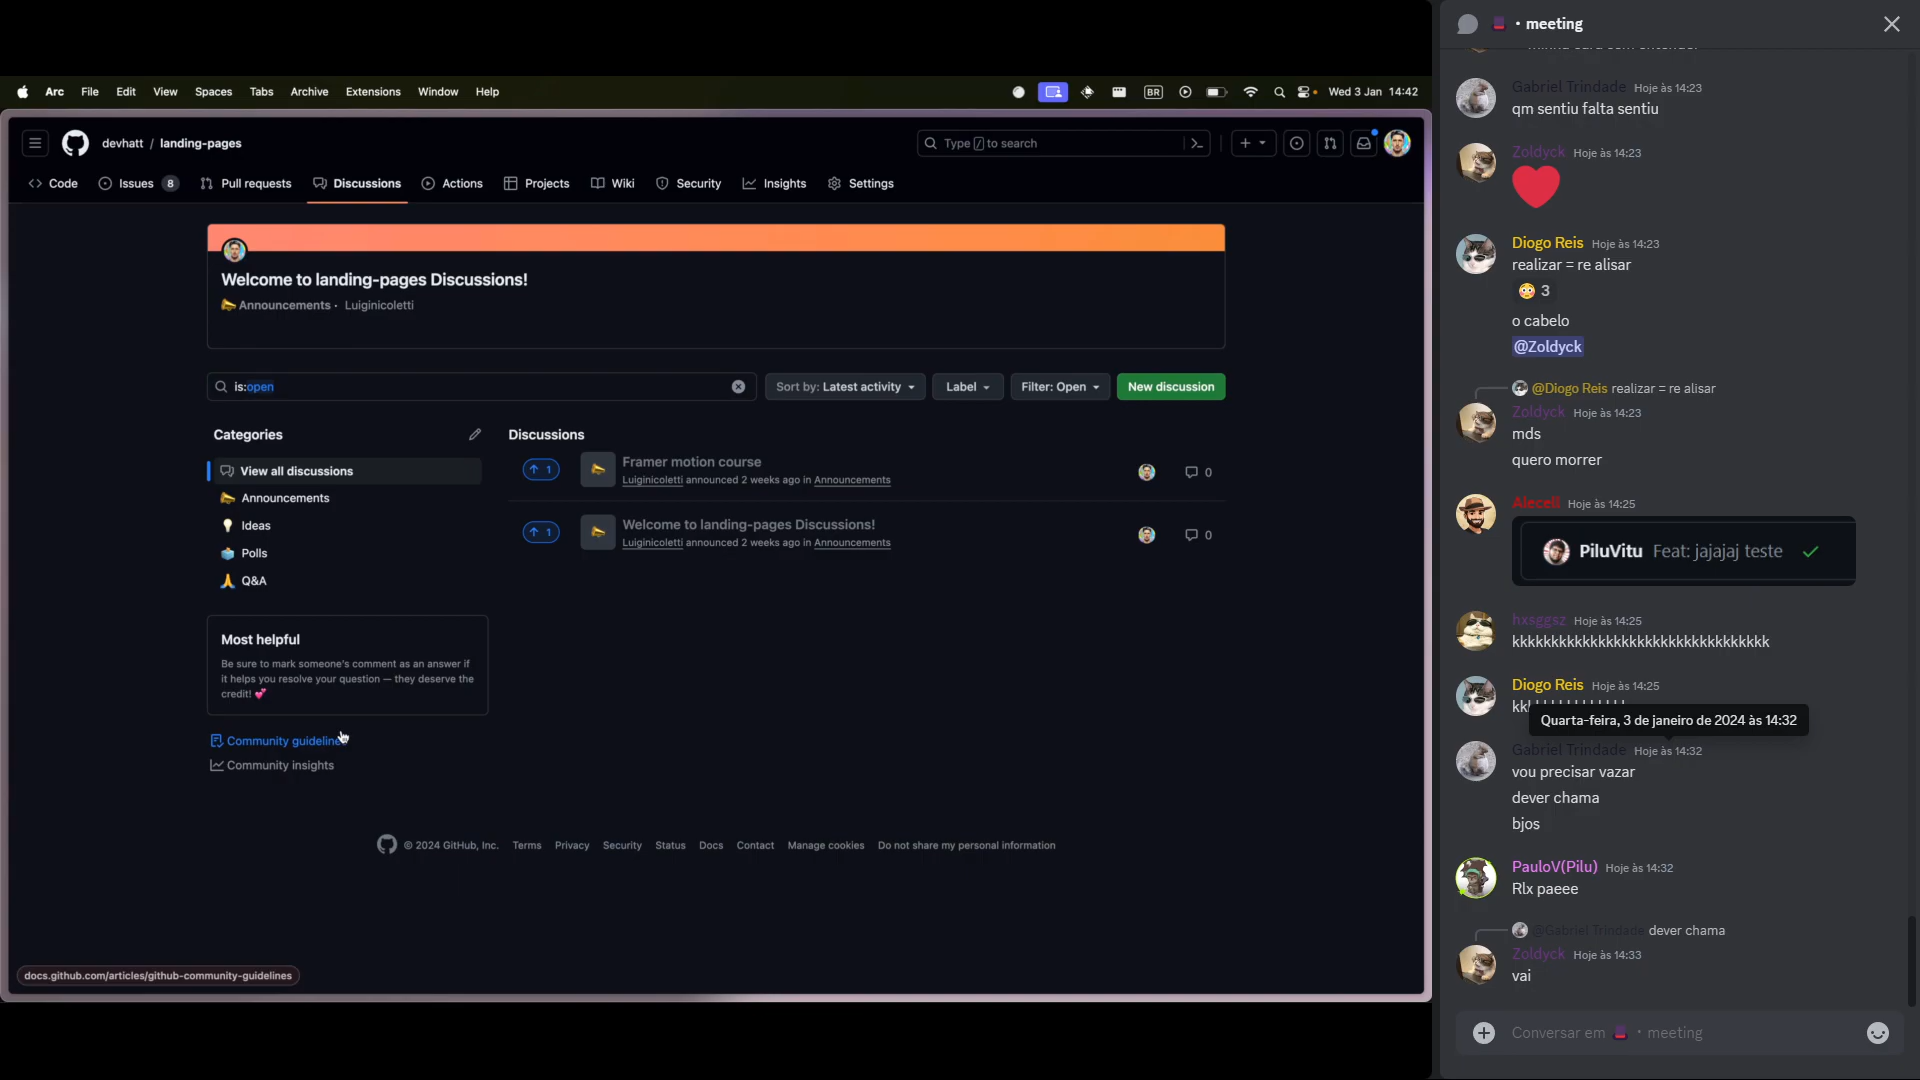 Arc File Edit View Spaces Tabs Archive Extensions Window Help
BR Wed 3 Jan 14:42
devhatt / landing-pages
Type / to search
Code Issues 8 Pull requests Discussions Actions Projects Wiki Security Insights Settings
Welcome to landing-pages Discussions!
Announcements · Luiginicoletti
is:open
Sort by: Latest activity
Label
Filter: Open
New discussion
Categories
View all discussions
Announcements
Ideas
Polls
Q&A
Most helpful
Be sure to mark someone's comment as an answer if
it helps you resolve your question — they deserve the
credit! 💕
Community guidelines
Community insights
Discussions
1
Framer motion course
Luiginicoletti announced 2 weeks ago in Announcements
0
1
Welcome to landing-pages Discussions!
Luiginicoletti announced 2 weeks ago in Announcements
0
© 2024 GitHub, Inc. Terms Privacy Security Status Docs Contact Manage cookies Do not share my personal information
docs.github.com/articles/github-community-guidelines
• meeting
Gabriel Trindade Hoje às 14:23
qm sentiu falta sentiu
Zoldyck Hoje às 14:23
Diogo Reis Hoje às 14:23
realizar = re alisar
3
o cabelo
@Zoldyck
@Diogo Reis realizar = re alisar
Zoldyck Hoje às 14:23
mds
quero morrer
Alecell Hoje às 14:25
PiluVitu Feat: jajajaj teste
hxsggsz Hoje às 14:25
kkkkkkkkkkkkkkkkkkkkkkkkkkkkkkkkk
Diogo Reis Hoje às 14:25
Quarta-feira, 3 de janeiro de 2024 às 14:32
Gabriel Trindade Hoje às 14:32
vou precisar vazar
dever chama
bjos
PauloV(Pilu) Hoje às 14:32
Rlx paeee
@Gabriel Trindade dever chama
Zoldyck Hoje às 14:33
vai
Conversar em • meeting